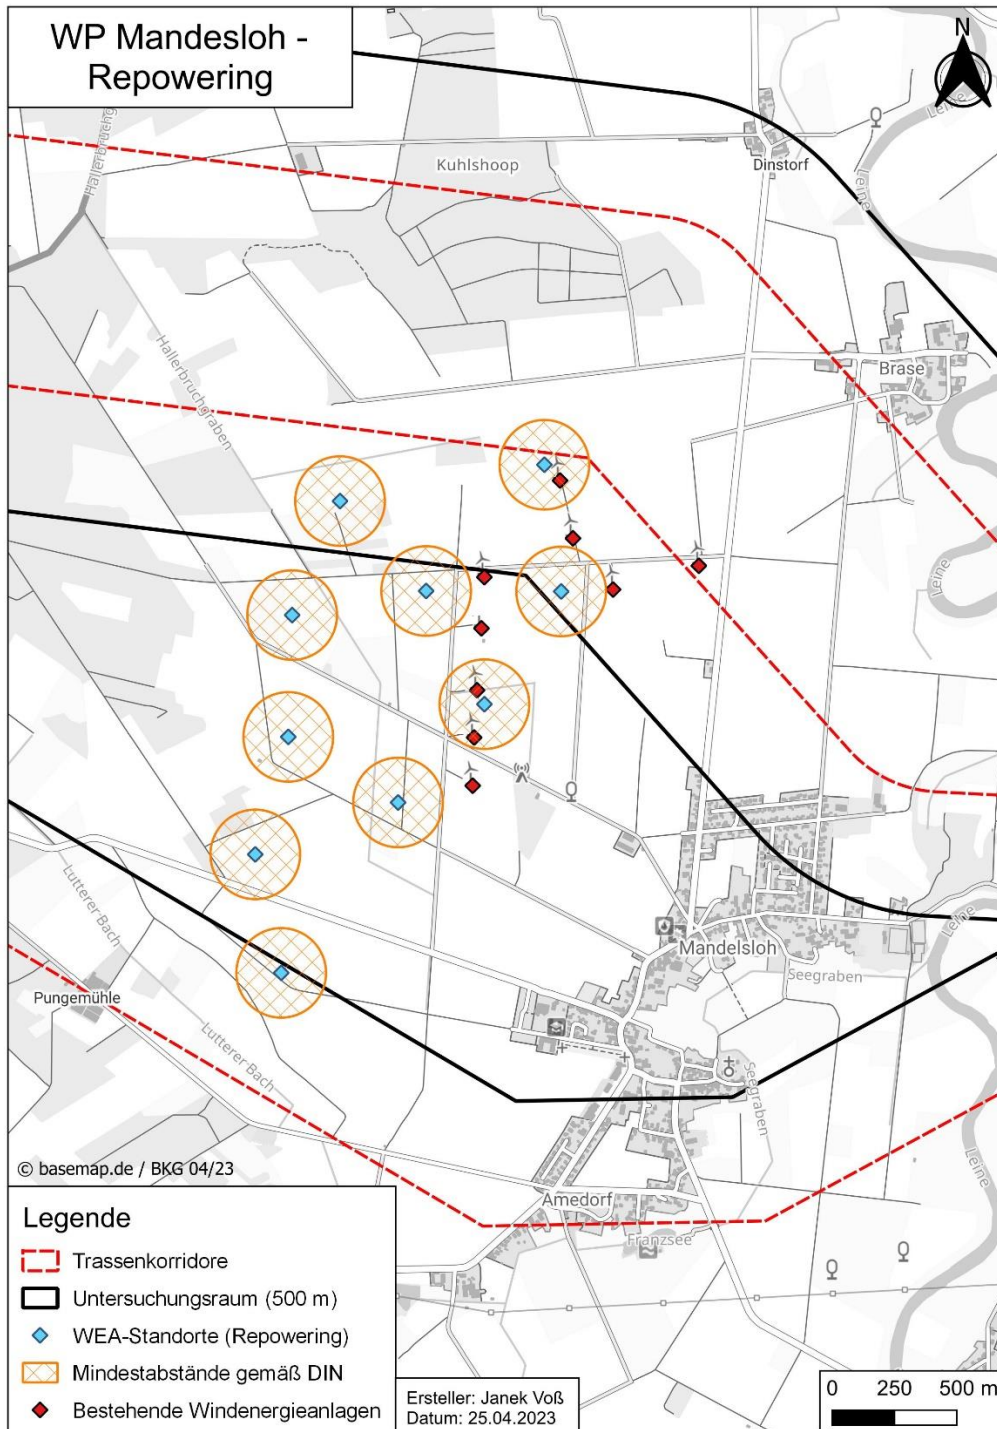 WP Mandesloh -
Repowering
N
Leine
Hallerbruchgraben
Kuhlshoop
Dinstorf
Leine
Hallerbruchgraben
Brase
Leine
Leine
Mandelsloh
Seegraben
Lutterer Bach
Pungemühle
Lutterer Bach
Seegraben
Leine
© basemap.de / BKG 04/23
Amedorf
Franzsee
Legende
Trassenkorridore
Untersuchungsraum (500 m)
WEA-Standorte (Repowering)
Mindestabstände gemäß DIN
Bestehende Windenergieanlagen
Ersteller: Janek Voß
Datum: 25.04.2023
0 250 500 m